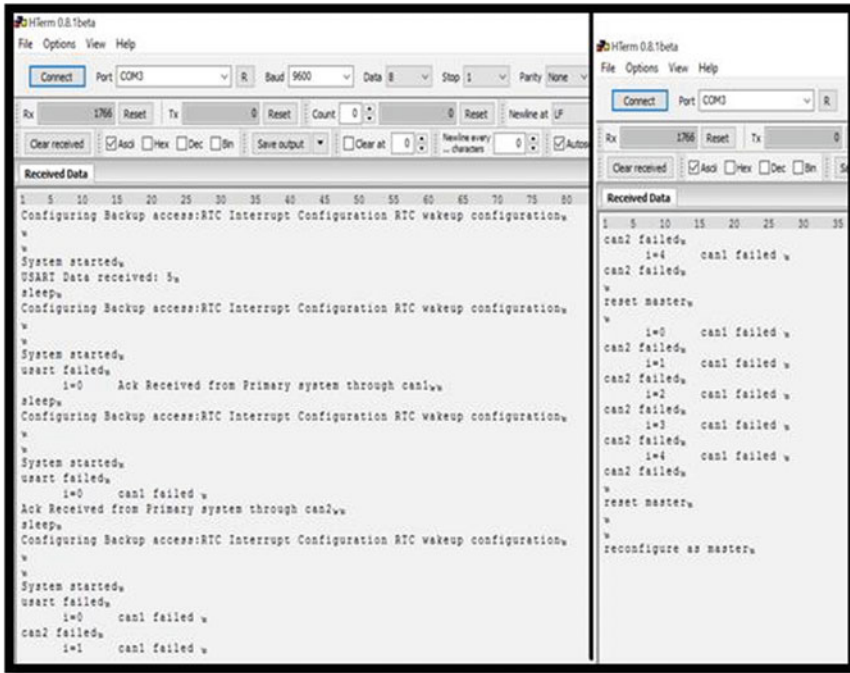 HTerm 0.8.1beta
File Options View Help
Connect Port COM3 R Baud 9600 Data 8 Stop 1 Parity None
Rx 1766 Reset Tx 0 Reset Count 0 0 Reset Newline at LF
Clear received Ascii Hex Dec Bin Save output Clear at 0 Newline every ... characters 0
Received Data
1 5 10 15 20 25 30 35 40 45 50 55 60 65 70 75 80
Configuring Backup access:RTC Interrupt Configuration RTC wakeup configuration
System started
USART Data received: 5
sleep
Configuring Backup access:RTC Interrupt Configuration RTC wakeup configuration
System started
usart failed
i=0 Ack Received from Primary system through can1
sleep
Configuring Backup access:RTC Interrupt Configuration RTC wakeup configuration
System started
usart failed
i=0 can1 failed
Ack Received from Primary system through can2
sleep
Configuring Backup access:RTC Interrupt Configuration RTC wakeup configuration
System started
usart failed
i=0 can1 failed
can2 failed
i=1 can1 failed
HTerm 0.8.1beta
File Options View Help
Connect Port COM3 R
Rx 1766 Reset Tx 0
Clear received Ascii Hex Dec Bin
Received Data
1 5 10 15 20 25 30 35
can2 failed
i=4 can1 failed
can2 failed
reset master
i=0 can1 failed
can2 failed
i=1 can1 failed
can2 failed
i=2 can1 failed
can2 failed
i=3 can1 failed
can2 failed
i=4 can1 failed
can2 failed
reset master
reconfigure as master